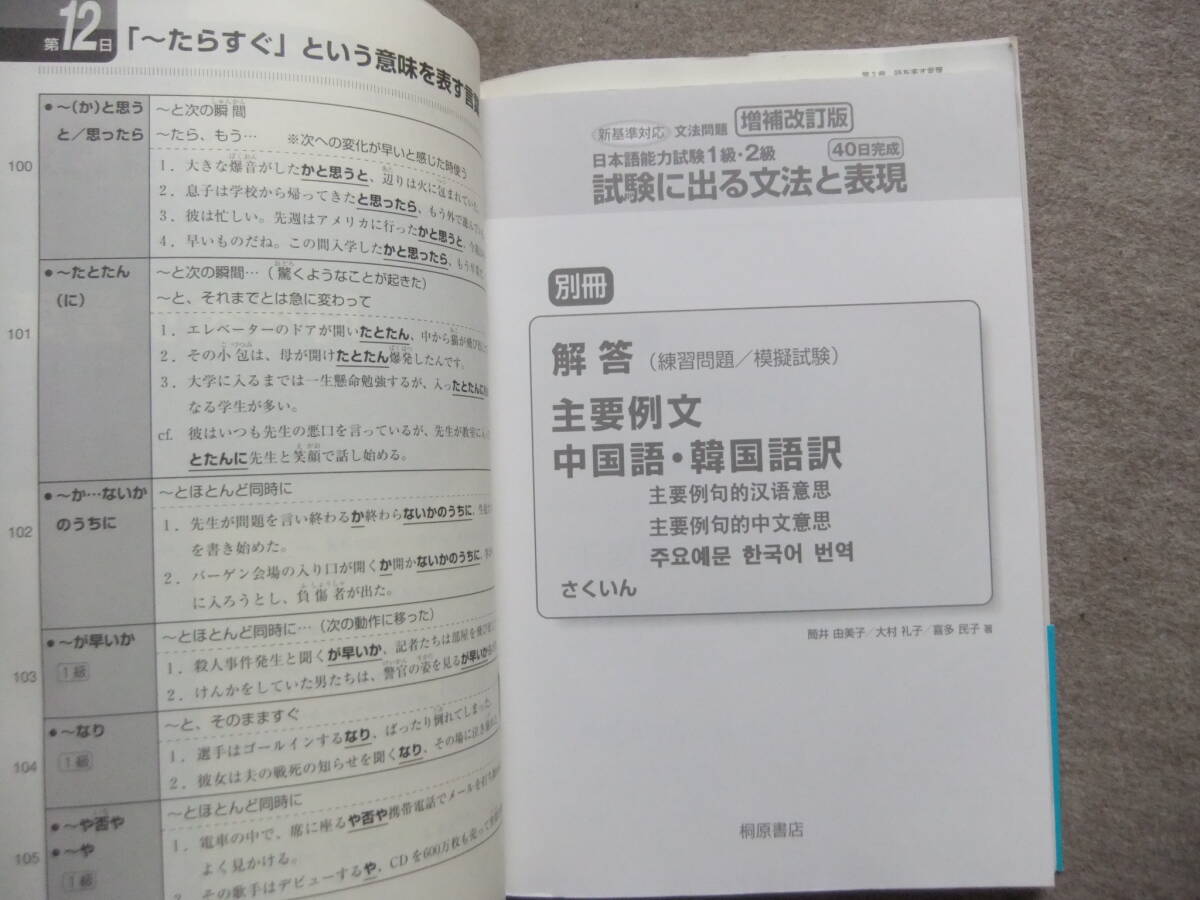 第12日 「～たらすぐ」という意味を表す言
100
●～(か)と思うと／思ったら
～と次の瞬間
～たら、もう… ※次への変化が早いと感じた時使う
1．大きな爆音がしたかと思うと、辺りは火に包まれていた
2．息子は学校から帰ってきたと思ったら、もう外で遊んで
3．彼は忙しい。先週はアメリカに行ったかと思うと、
4．早いものだね。この間入学したかと思ったら、もう
101
●～たとたん(に)
～と次の瞬間…（驚くようなことが起きた）
～と、それまでとは急に変わって
1．エレベーターのドアが開いたとたん、中から猫が飛び
2．その小包は、母が開けたとたん爆発したんです。
3．大学に入るまでは一生懸命勉強するが、入ったとたんに
なる学生が多い。
cf. 彼はいつも先生の悪口を言っているが、先生が教室に入っ
とたんに先生と笑顔で話し始める。
102
●～か…ないかのうちに
～とほとんど同時に
1．先生が問題を言い終わるか終わらないかのうちに、
を書き始めた。
2．バーゲン会場の入り口が開くか開かないかのうちに、
に入ろうとし、負傷者が出た。
103
●～が早いか
1級
～とほとんど同時に…（次の動作に移った）
1．殺人事件発生と聞くが早いか、記者たちは部屋を飛び
2．けんかをしていた男たちは、警官の姿を見るが早いか
104
●～なり
1級
～と、そのまますぐ
1．選手はゴールインするなり、ばったり倒れてしまった
2．彼女は夫の戦死の知らせを聞くなり、その場に泣き
105
●～や否や
●～や
1級
～とほとんど同時に
1．電車の中で、席に座るや否や携帯電話でメールを打ち
よく見かける。
2．その歌手はデビューするや、CDを600万枚も売って
新基準対応 文法問題 増補改訂版
日本語能力試験1級・2級 40日完成
試験に出る文法と表現
別冊
解答（練習問題／模擬試験）
主要例文
中国語・韓国語訳
主要例句的汉语意思
主要例句的中文意思
주요예문 한국어 번역
さくいん
筒井 由美子／大村 礼子／喜多 民子 著
桐原書店